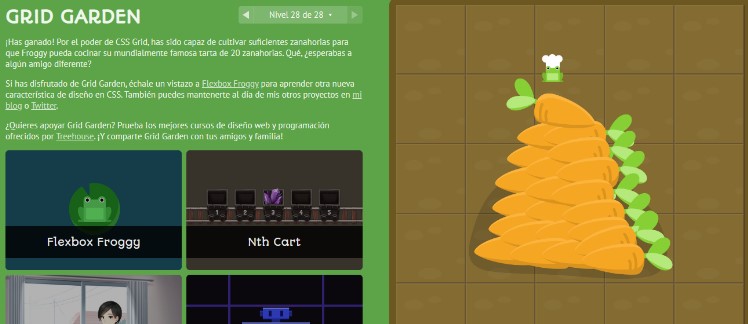 GRID GARDEN
Nivel 28 de 28
¡Has ganado! Por el poder de CSS Grid, has sido capaz de cultivar suficientes zanahorias para
que Froggy pueda cocinar su mundialmente famosa tarta de 20 zanahorias. Qué, ¿esperabas a
algún amigo diferente?
Si has disfrutado de Grid Garden, échale un vistazo a Flexbox Froggy para aprender otra nueva
característica de diseño en CSS. También puedes mantenerte al día de mis otros proyectos en mi
blog o Twitter.
¿Quieres apoyar Grid Garden? Prueba los mejores cursos de diseño web y programación
ofrecidos por Treehouse. ¡Y comparte Grid Garden con tus amigos y familia!
1 2 3 4 5
Flexbox Froggy
Nth Cart